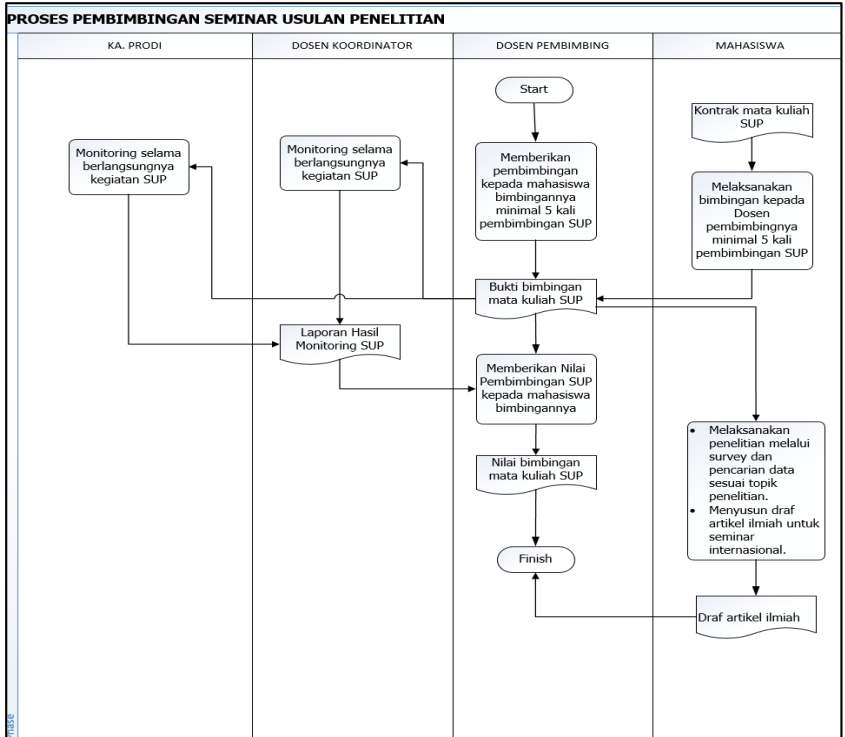 PROSES PEMBIMBINGAN SEMINAR USULAN PENELITIAN
KA. PRODI
DOSEN KOORDINATOR
DOSEN PEMBIMBING
MAHASISWA
Start
Kontrak mata kuliah
SUP
Monitoring selama
berlangsungnya
kegiatan SUP
Monitoring selama
berlangsungnya
kegiatan SUP
Memberikan
pembimbingan
kepada mahasiswa
bimbingannya
minimal 5 kali
pembimbingan SUP
Melaksanakan
bimbingan kepada
Dosen
pembimbingnya
minimal 5 kali
pembimbingan SUP
Bukti bimbingan
mata kuliah SUP
Laporan Hasil
Monitoring SUP
Memberikan Nilai
Pembimbingan SUP
kepada mahasiswa
bimbingannya
• Melaksanakan
penelitian melalui
survey dan
pencarian data
sesuai topik
penelitian.
• Menyusun draf
artikel ilmiah untuk
seminar
internasional.
Nilai bimbingan
mata kuliah SUP
Finish
Draf artikel ilmiah